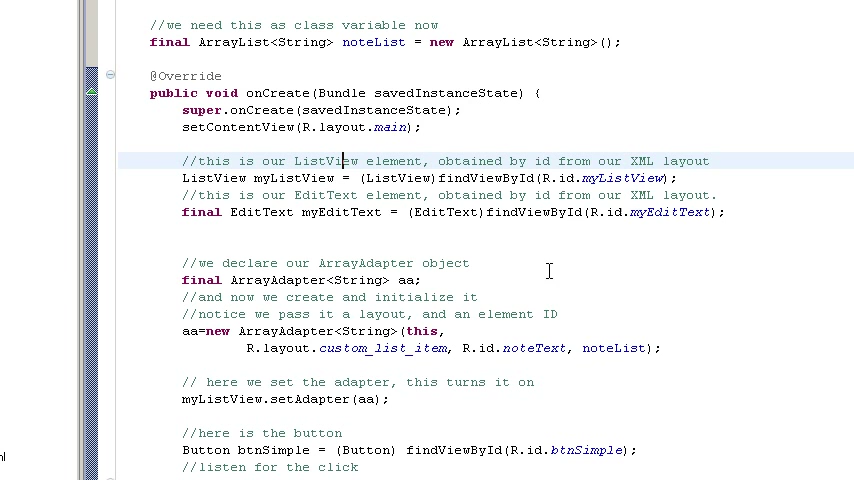 //we need this as class variable now
final ArrayList<String> noteList = new ArrayList<String>();
@Override
public void onCreate(Bundle savedInstanceState) {
super.onCreate(savedInstanceState);
setContentView(R.layout.main);
//this is our ListView element, obtained by id from our XML layout
ListView myListView = (ListView)findViewById(R.id.myListView);
//this is our EditText element, obtained by id from our XML layout.
final EditText myEditText = (EditText)findViewById(R.id.myEditText);
//we declare our ArrayAdapter object
final ArrayAdapter<String> aa;
//and now we create and initialize it
//notice we pass it a layout, and an element ID
aa=new ArrayAdapter<String>(this,
R.layout.custom_list_item, R.id.noteText, noteList);
// here we set the adapter, this turns it on
myListView.setAdapter(aa);
//here is the button
Button btnSimple = (Button) findViewById(R.id.btnSimple);
//listen for the click